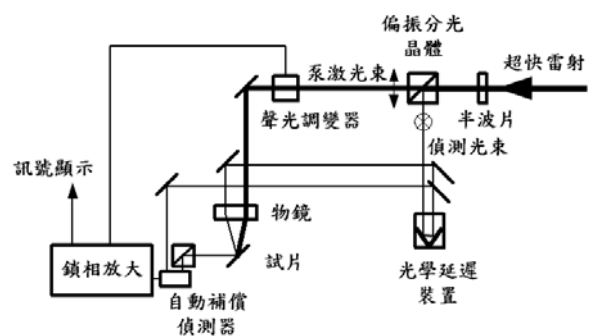 偏振分光
晶體
超快雷射
泵激光束
聲光調變器
半波片
偵測光束
訊號顯示
物鏡
鎖相放大
試片
光學延遲
裝置
自動補償
偵測器